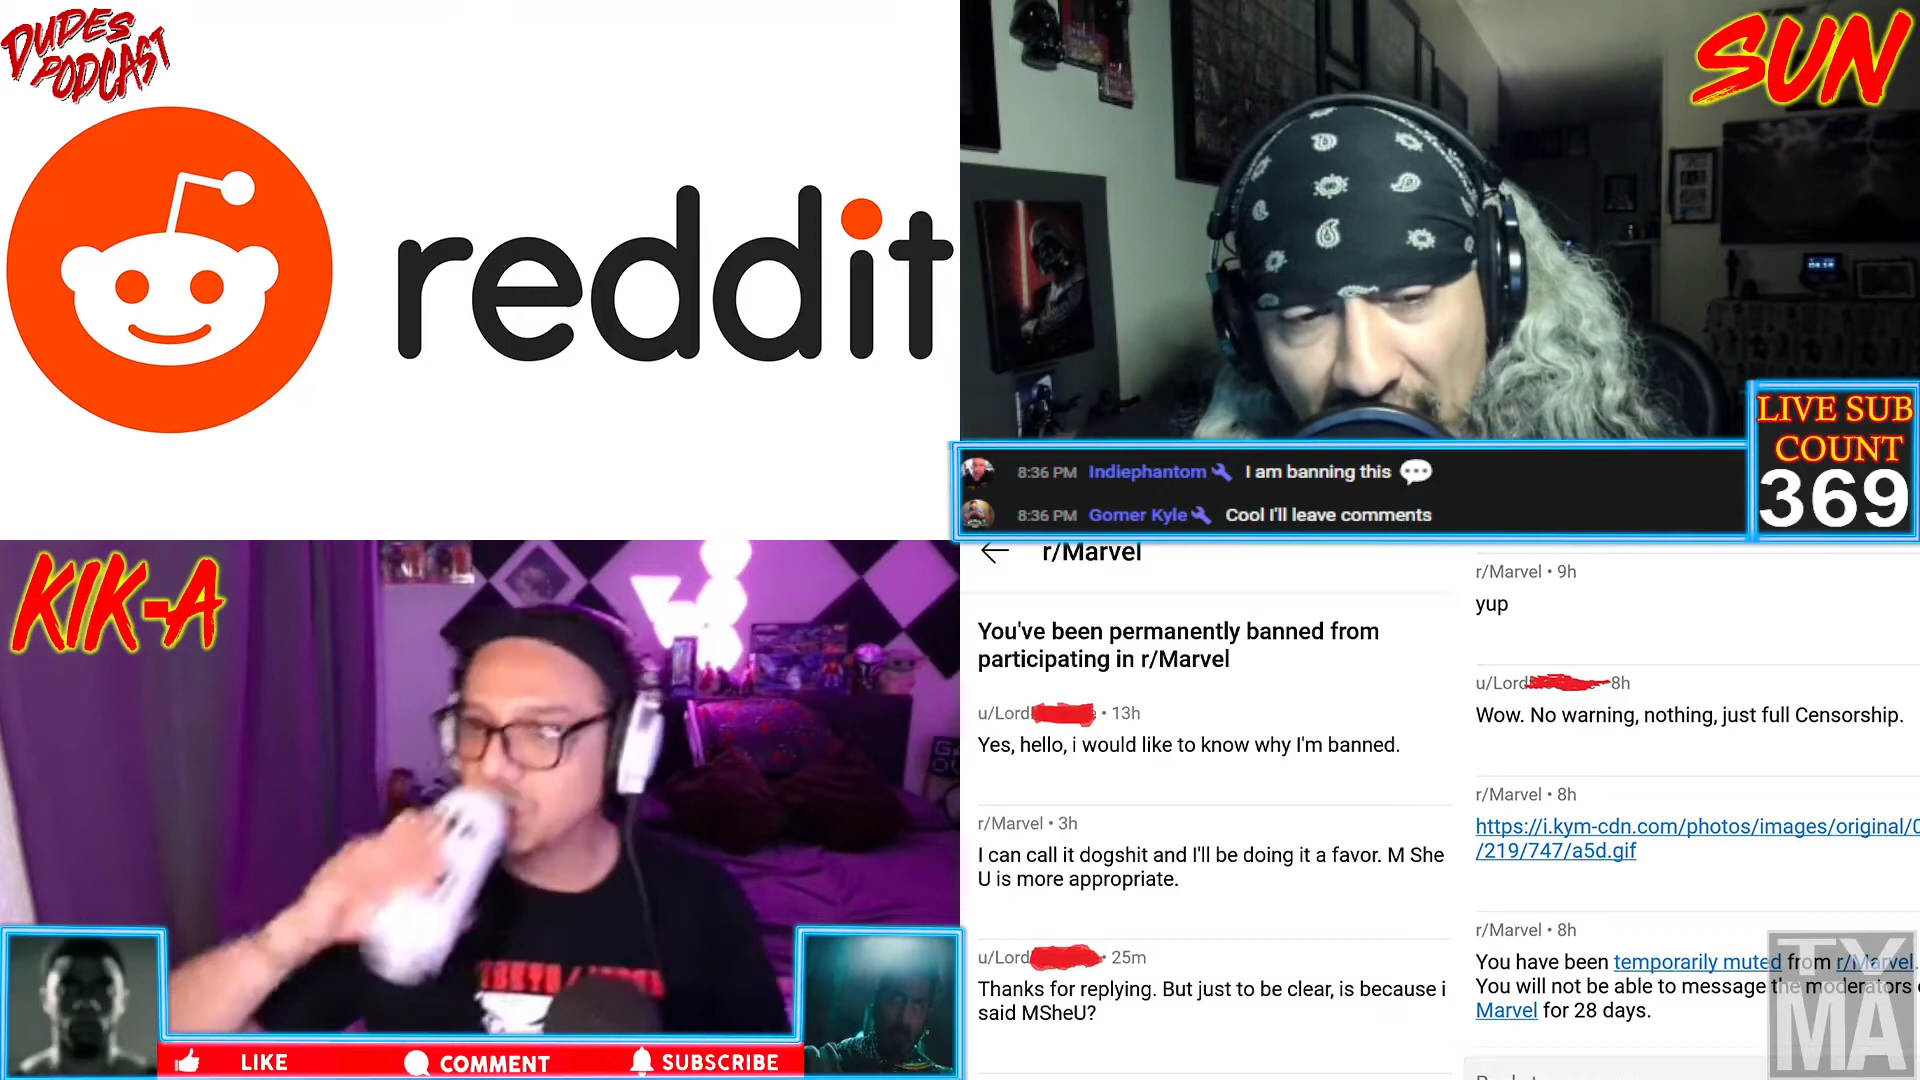 DUDES
PODCAST
reddit
SUN
LIVE SUB
COUNT
369
8:36 PM Indiephantom I am banning this
8:36 PM Gomer Kyle Cool I'll leave comments
KIK-A
r/Marvel
You've been permanently banned from
participating in r/Marvel
u/Lord • 13h
Yes, hello, i would like to know why I'm banned.
r/Marvel • 3h
I can call it dogshit and I'll be doing it a favor. M She
U is more appropriate.
u/Lord • 25m
Thanks for replying. But just to be clear, is because i
said MSheU?
r/Marvel • 9h
yup
u/Lord 8h
Wow. No warning, nothing, just full Censorship.
r/Marvel • 8h
https://i.kym-cdn.com/photos/images/original/0
/219/747/a5d.gif
r/Marvel • 8h
You have been temporarily muted from r/Marvel.
You will not be able to message the moderators
Marvel for 28 days.
TY
MA
LIKE
COMMENT
SUBSCRIBE